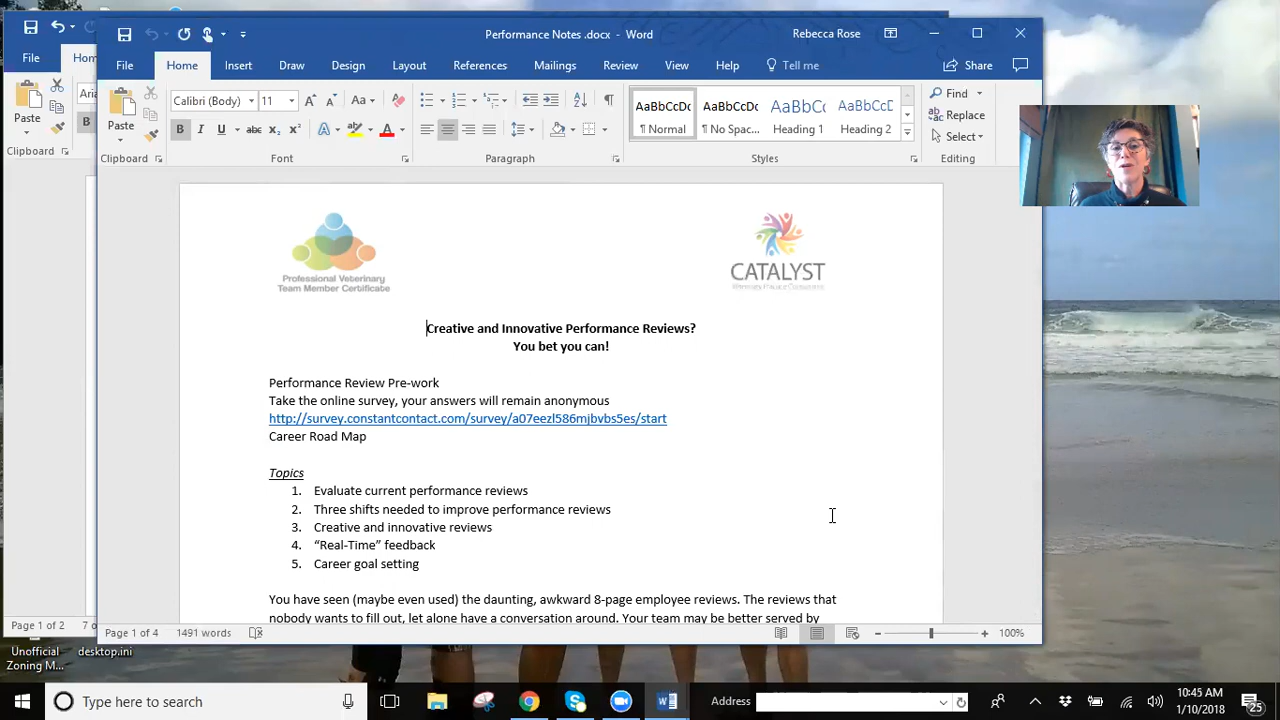 Performance Notes .docx - Word
Rebecca Rose
File
Home
Insert
Draw
Design
Layout
References
Mailings
Review
View
Help
Tell me
Share
File
Paste
Clipboard
Paste
Clipboard
Calibri (Body)
11
Font
Paragraph
¶ Normal
¶ No Spac...
Heading 1
Heading 2
Styles
Find
Replace
Select
Editing
Professional Veterinary
Team Member Certificate
CATALYST
Creative and Innovative Performance Reviews?
You bet you can!
Performance Review Pre-work
Take the online survey, your answers will remain anonymous
http://survey.constantcontact.com/survey/a07eezl586mjbvbs5es/start
Career Road Map
Topics
1. Evaluate current performance reviews
2. Three shifts needed to improve performance reviews
3. Creative and innovative reviews
4. “Real-Time” feedback
5. Career goal setting
You have seen (maybe even used) the daunting, awkward 8-page employee reviews. The reviews that
nobody wants to fill out, let alone have a conversation around. Your team may be better served by
Page 1 of 2
Page 1 of 4
1491 words
100%
Unofficial
Zoning M...
desktop.ini
Type here to search
Address
10:45 AM
1/10/2018
25